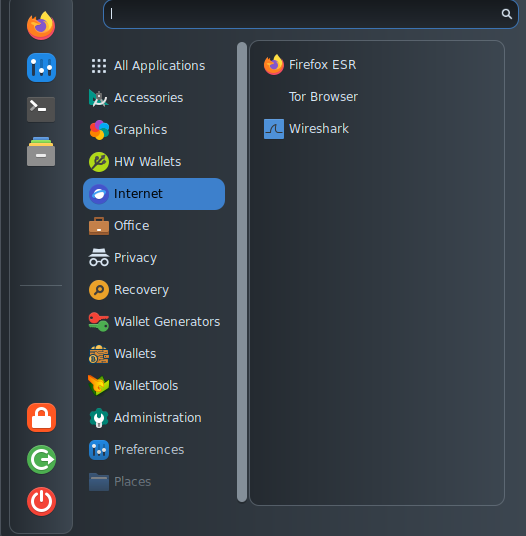 All Applications
Accessories
Graphics
HW Wallets
Internet
Office
Privacy
Recovery
Wallet Generators
Wallets
WalletTools
Administration
Preferences
Places
Firefox ESR
Tor Browser
Wireshark